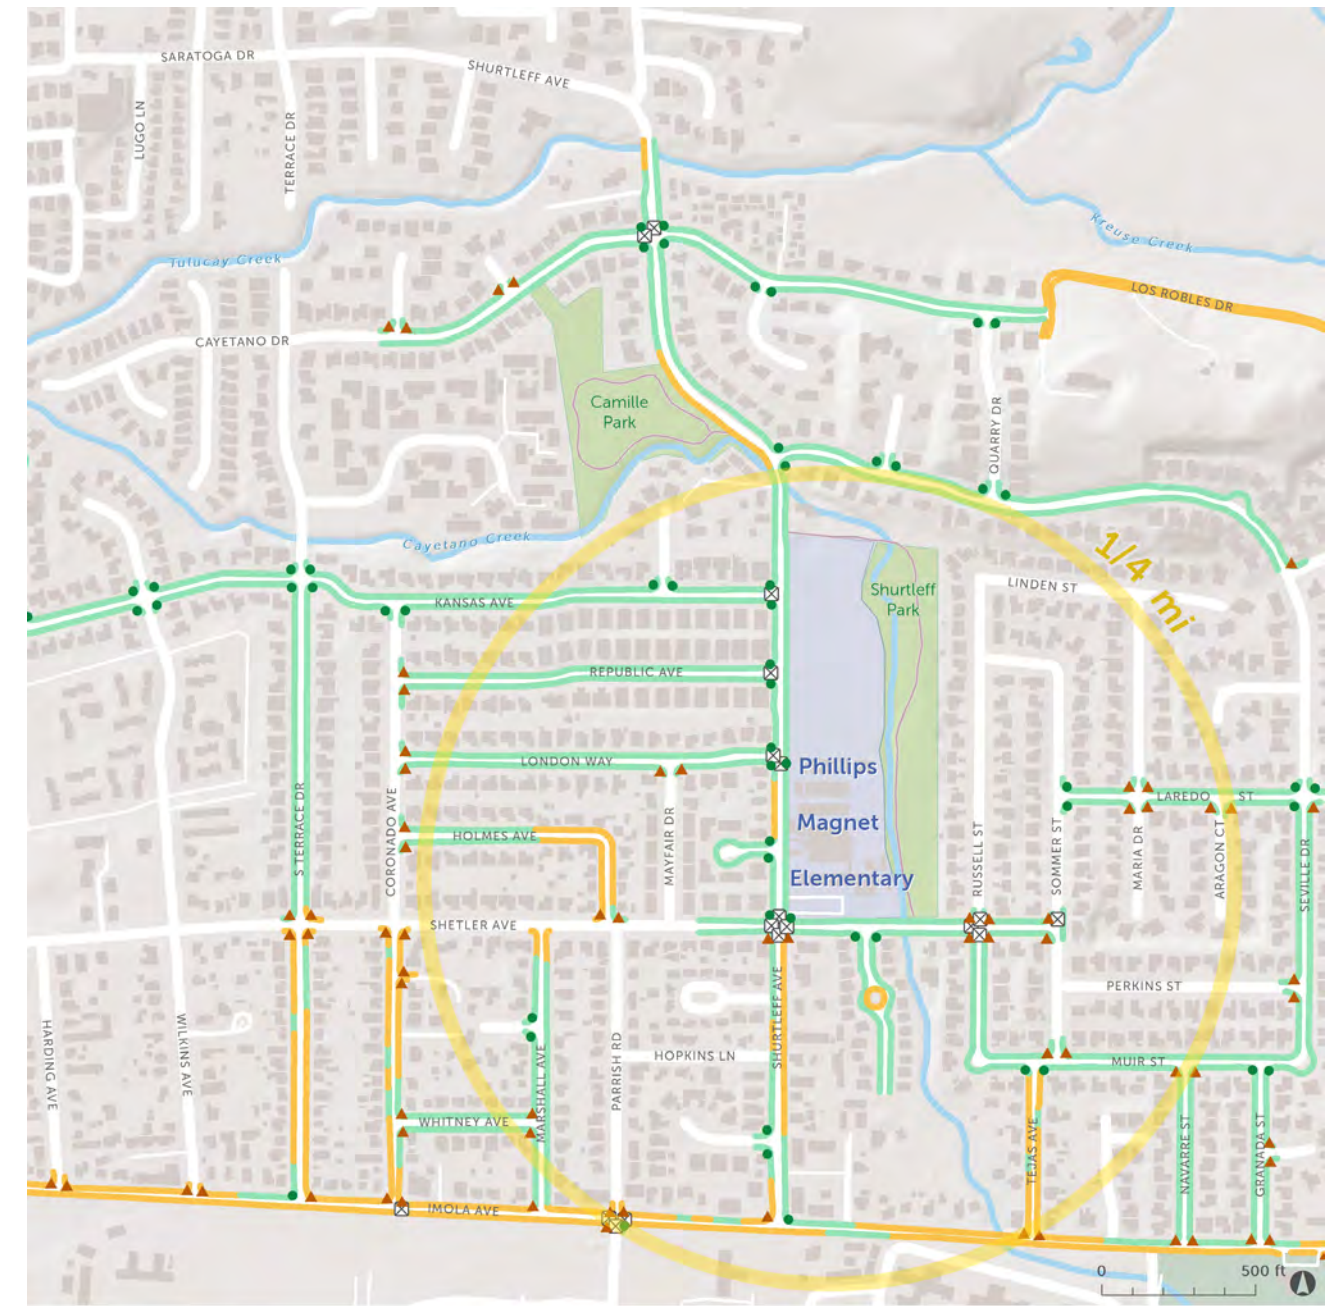 SARATOGA DR
SHURTLEFF AVE
LUGO LN
TERRACE DR
Tulucay Creek
Kreuse Creek
LOS ROBLES DR
CAYETANO DR
Camille
Park
QUARRY DR
Cayetano Creek
1/4 mi
LINDEN ST
Shurtleff
Park
KANSAS AVE
REPUBLIC AVE
LONDON WAY
Phillips
Magnet
Elementary
LAREDO ST
S TERRACE DR
CORONADO AVE
HOLMES AVE
MAYFAIR DR
RUSSELL ST
SOMMER ST
MARIA DR
ARAGON CT
SEVILLE DR
SHETLER AVE
PERKINS ST
HARDING AVE
WILKINS AVE
MARSHALL AVE
PARRISH RD
HOPKINS LN
SHURTLEFF AVE
MUIR ST
WHITNEY AVE
TEJAS AVE
NAVARRE ST
GRANADA ST
IMOLA AVE
0 500 ft